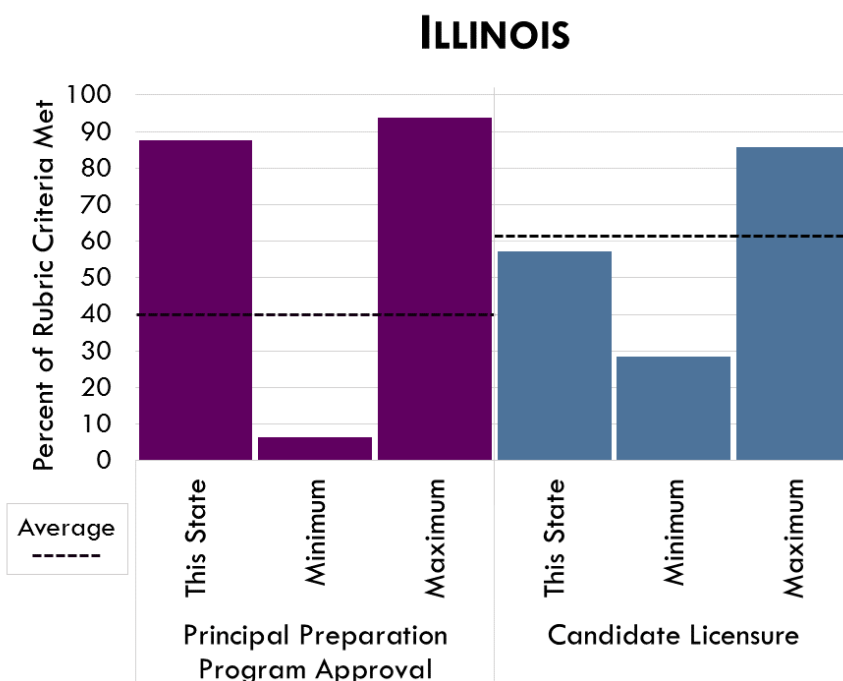 ILLINOIS
Percent of Rubric Criteria Met
100
90
80
70
60
50
40
30
20
10
0
Average
This State
Minimum
Maximum
This State
Minimum
Maximum
Principal Preparation
Program Approval
Candidate Licensure